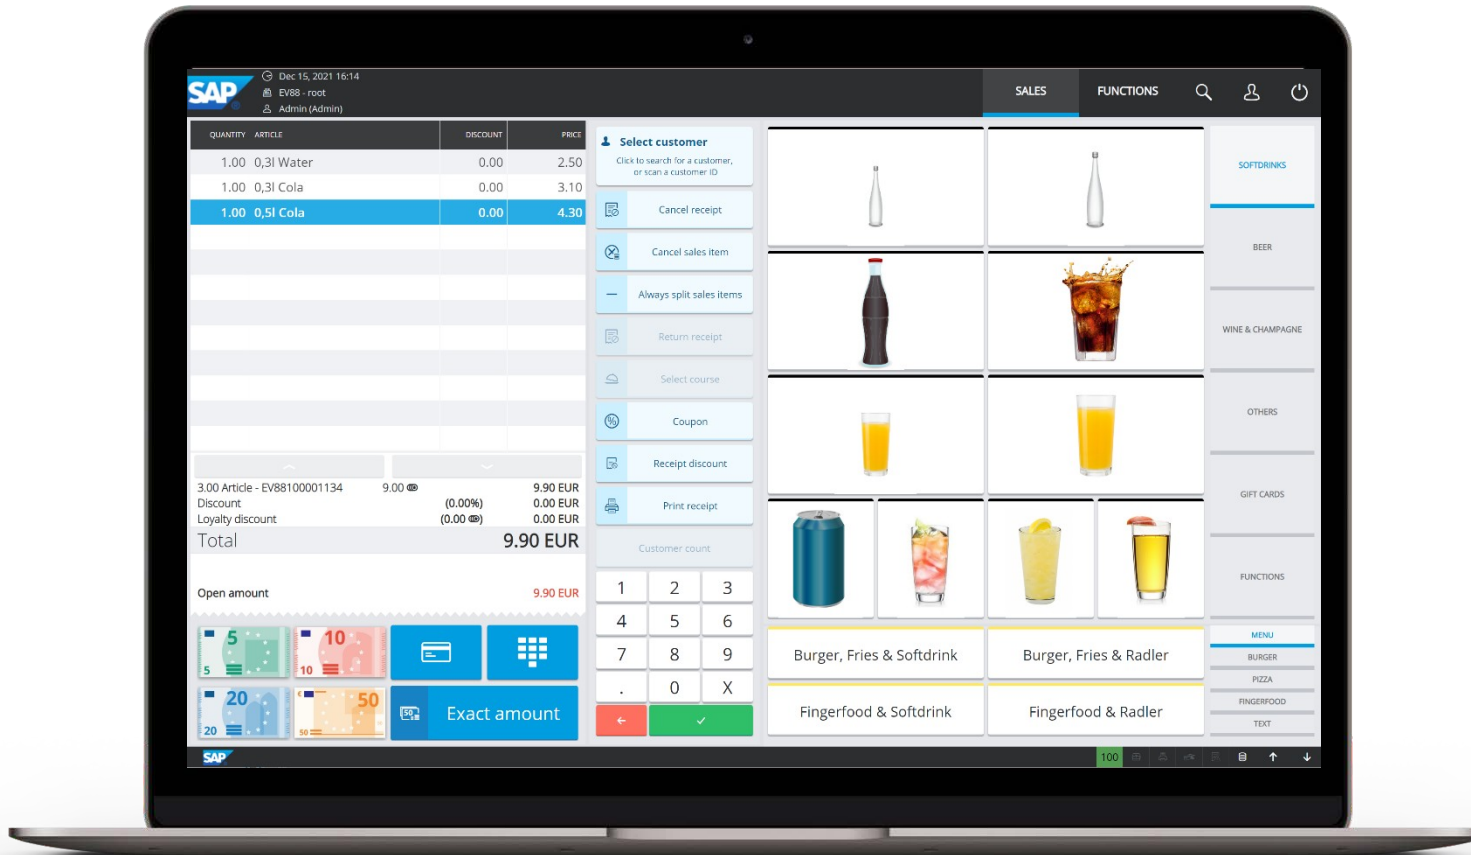 SAP
Dec 15, 2021 16:14
EV88 - root
Admin (Admin)
SALES
FUNCTIONS
QUANTITY ARTICLE DISCOUNT PRICE
1.00 0,3l Water 0.00 2.50
1.00 0,3l Cola 0.00 3.10
1.00 0,5l Cola 0.00 4.30
3.00 Article - EV88100001134 9.00 9.90 EUR
Discount (0.00%) 0.00 EUR
Loyalty discount (0.00 ) 0.00 EUR
Total 9.90 EUR
Open amount 9.90 EUR
5
5
10
10
20
20
50
50
50
Exact amount
Select customer
Click to search for a customer,
or scan a customer ID
Cancel receipt
Cancel sales item
Always split sales items
Return receipt
Select course
Coupon
Receipt discount
Print receipt
Customer count
1 2 3
4 5 6
7 8 9
. 0 X
Burger, Fries & Softdrink
Burger, Fries & Radler
Fingerfood & Softdrink
Fingerfood & Radler
SOFTDRINKS
BEER
WINE & CHAMPAGNE
OTHERS
GIFT CARDS
FUNCTIONS
MENU
BURGER
PIZZA
FINGERFOOD
TEXT
SAP
100